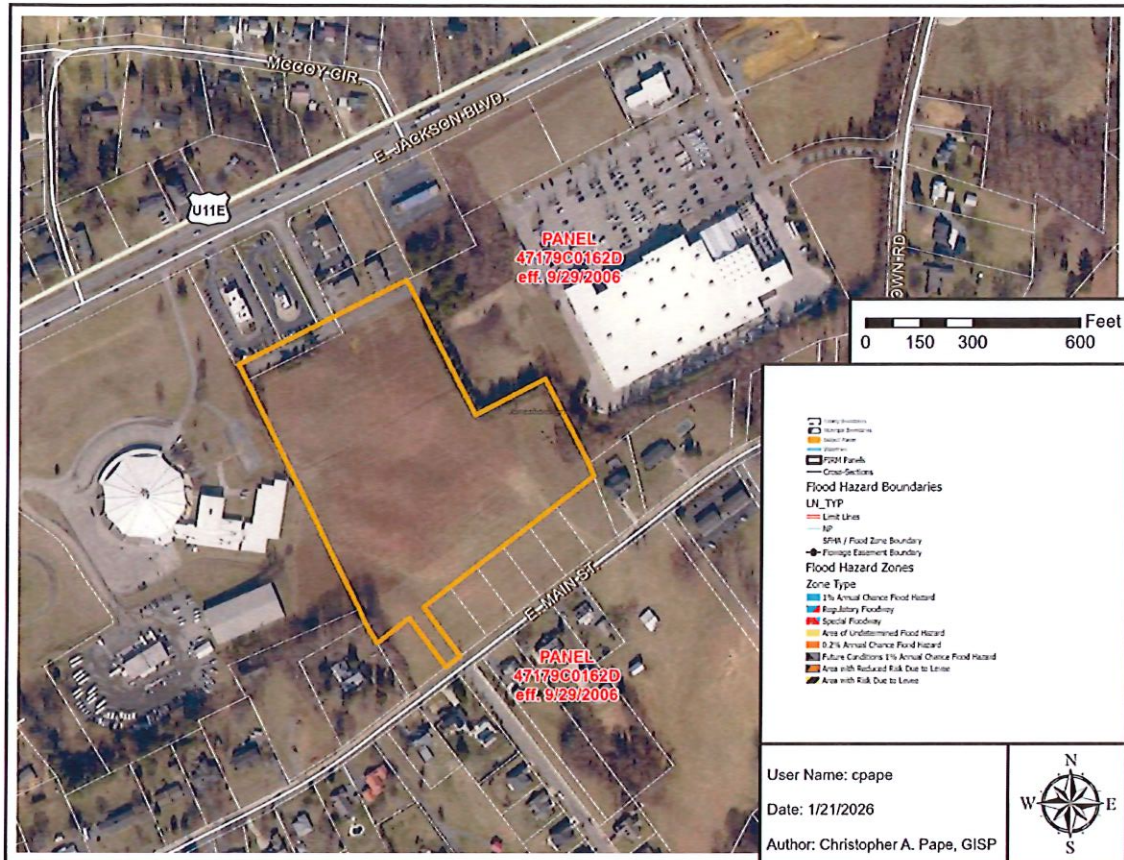 MCCOY CIR.
E. JACKSON BLVD.
U11E
PANEL
47179C0162D
eff. 9/29/2006
OWN RD
Feet
0 150 300 600
FIRM Panels
Cross-Sections
Flood Hazard Boundaries
LN_TYP
Limit Lines
NP
SFHA / Flood Zone Boundary
Flowage Easement Boundary
Flood Hazard Zones
Zone Type
1% Annual Chance Flood Hazard
Regulatory Floodway
Special Floodway
Area of Undetermined Flood Hazard
0.2% Annual Chance Flood Hazard
Future Conditions 1% Annual Chance Flood Hazard
Area with Reduced Risk Due to Levee
Area with Risk Due to Levee
E. MAIN ST.
PANEL
47179C0162D
eff. 9/29/2006
User Name: cpape
Date: 1/21/2026
Author: Christopher A. Pape, GISP
N
W E
S